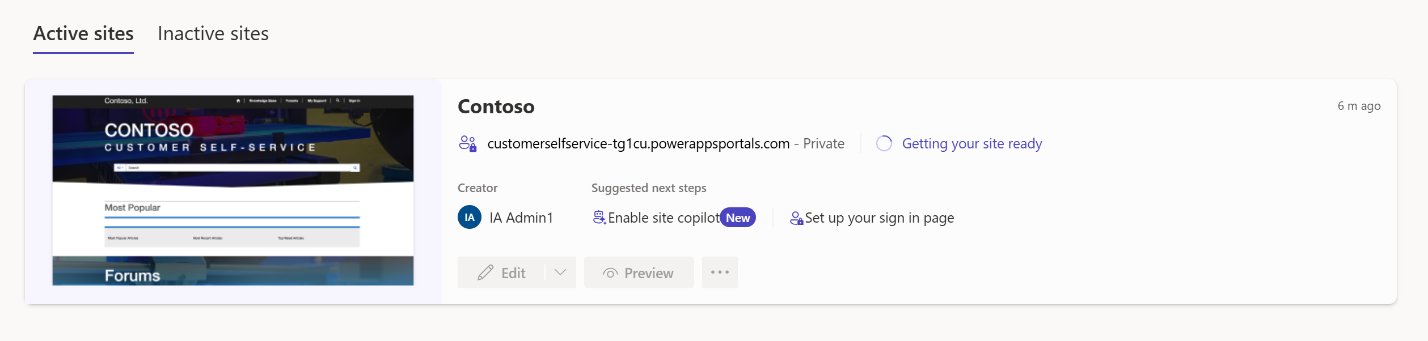 Active sites
Inactive sites
Contoso, Ltd.
Knowledge Base
Forums
My Support
Sign in
CONTOSO
CUSTOMER SELF-SERVICE
Search
Most Popular
Most Popular Articles
Most Recent Articles
Top Rated Articles
Forums
Contoso
6 m ago
customerselfservice-tg1cu.powerappsportals.com - Private
Getting your site ready
Creator
Suggested next steps
IA
IA Admin1
Enable site copilot New
Set up your sign in page
Edit
Preview